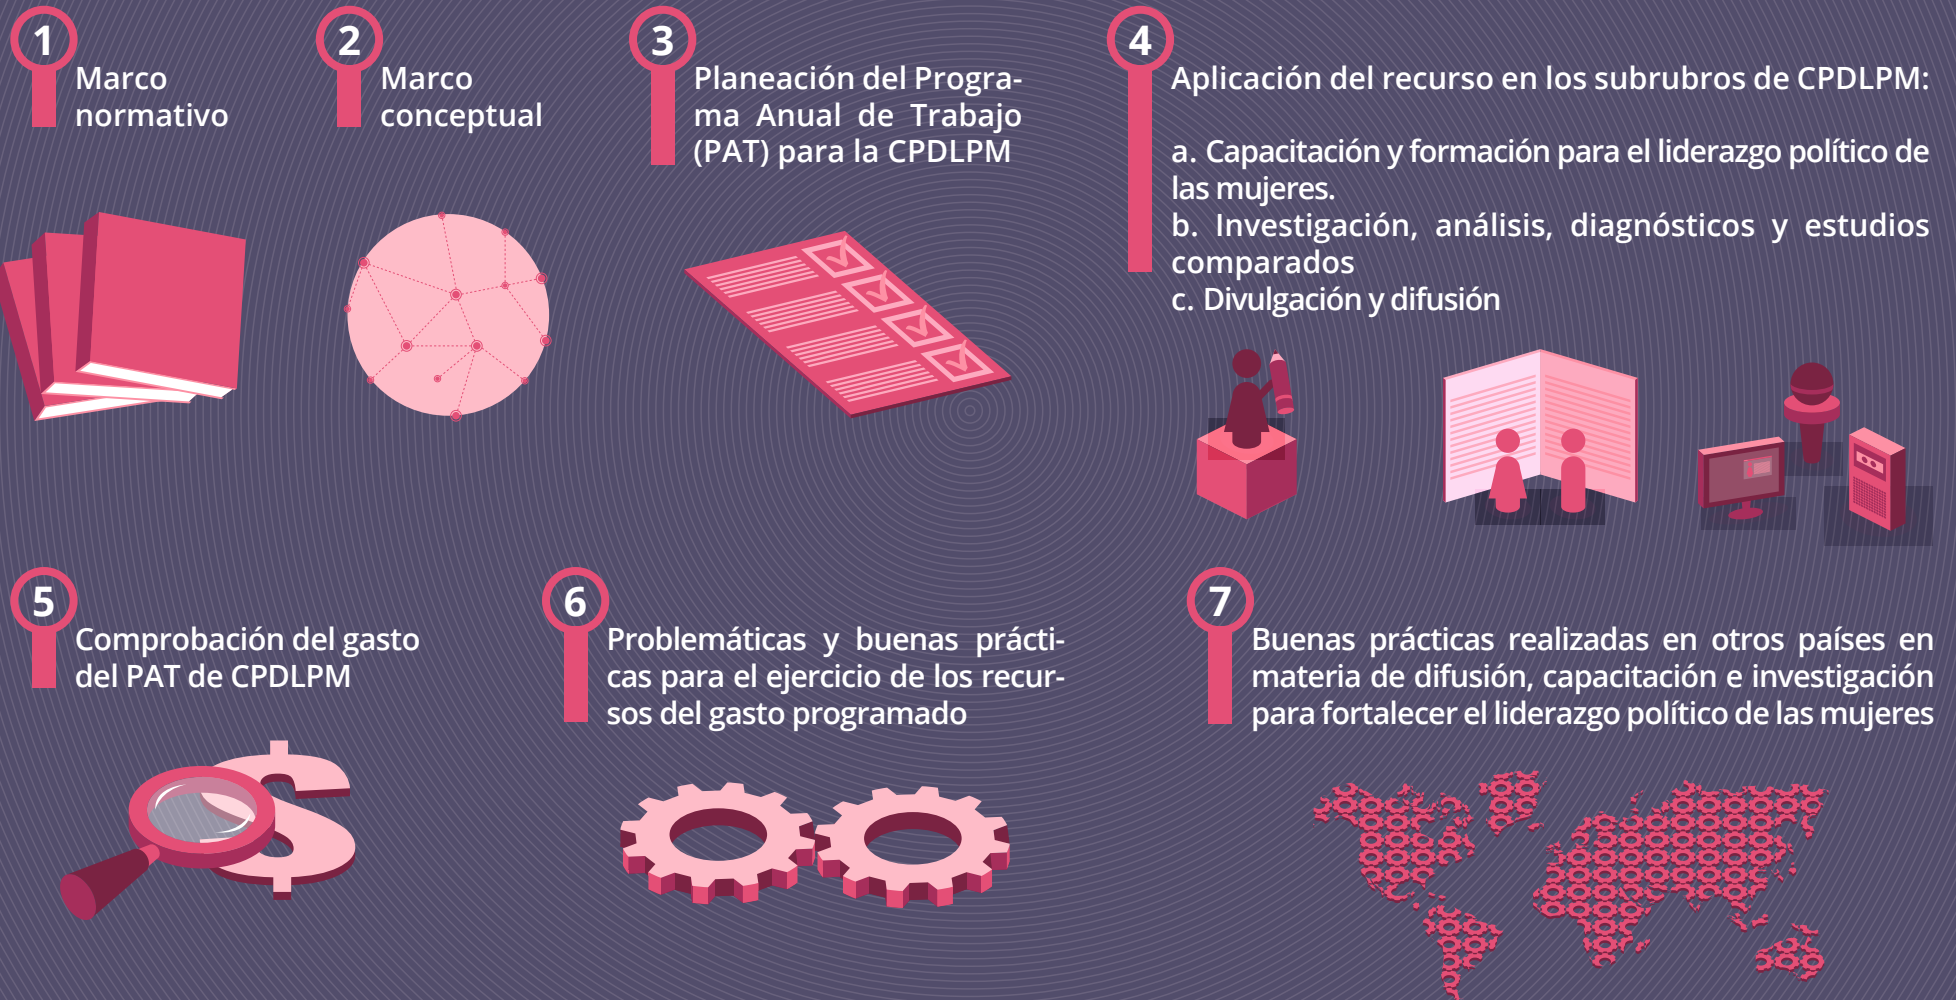 1
Marco
normativo
2
Marco
conceptual
3
Planeación del Progra-
ma Anual de Trabajo
(PAT) para la CPDLPM
4
Aplicación del recurso en los subrubros de CPDLPM:
a. Capacitación y formación para el liderazgo político de
las mujeres.
b. Investigación, análisis, diagnósticos y estudios
comparados
c. Divulgación y difusión
5
Comprobación del gasto
del PAT de CPDLPM
6
Problemáticas y buenas prácti-
cas para el ejercicio de los recur-
sos del gasto programado
7
Buenas prácticas realizadas en otros países en
materia de difusión, capacitación e investigación
para fortalecer el liderazgo político de las mujeres